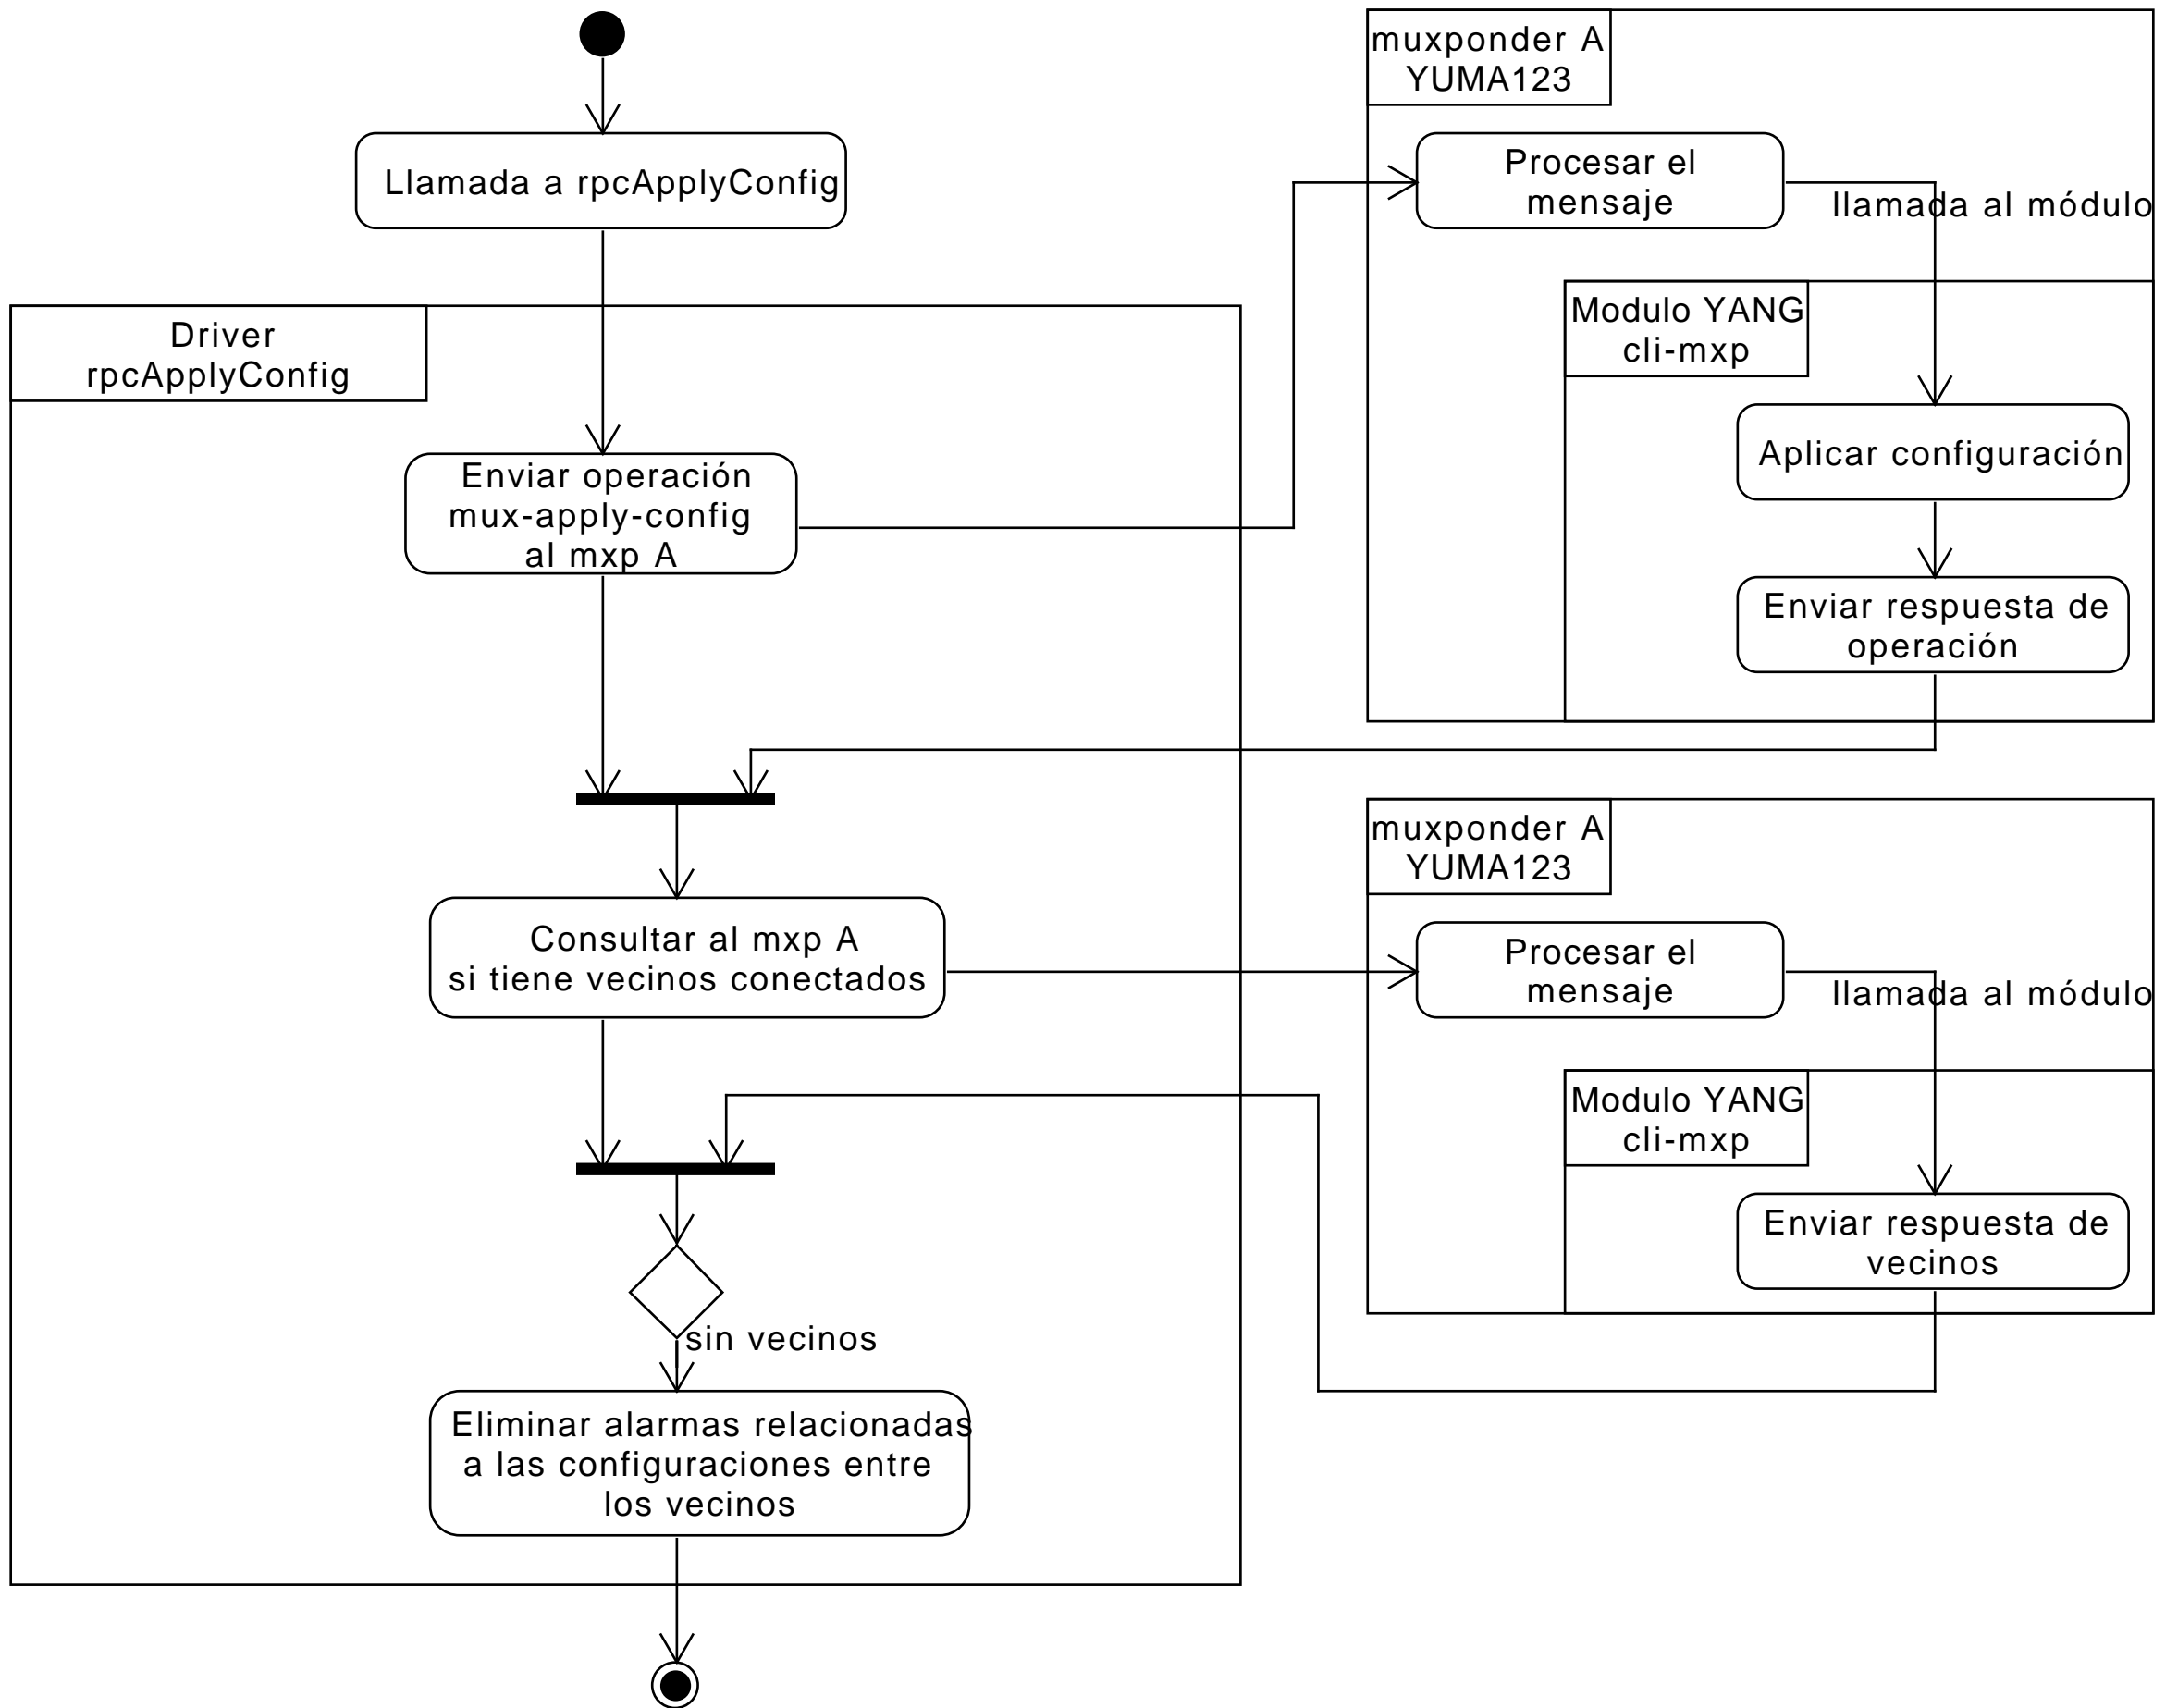 muxponder A
YUMA123
Llamada a rpcApplyConfig
Procesar el
mensaje
llamada al módulo
Modulo YANG
cli-mxp
Driver
rpcApplyConfig
Aplicar configuración
Enviar operación
mux-apply-config
al mxp A
Enviar respuesta de
operación
muxponder A
YUMA123
Consultar al mxp A
si tiene vecinos conectados
Procesar el
mensaje
llamada al módulo
Modulo YANG
cli-mxp
Enviar respuesta de
vecinos
sin vecinos
Eliminar alarmas relacionadas
a las configuraciones entre
los vecinos